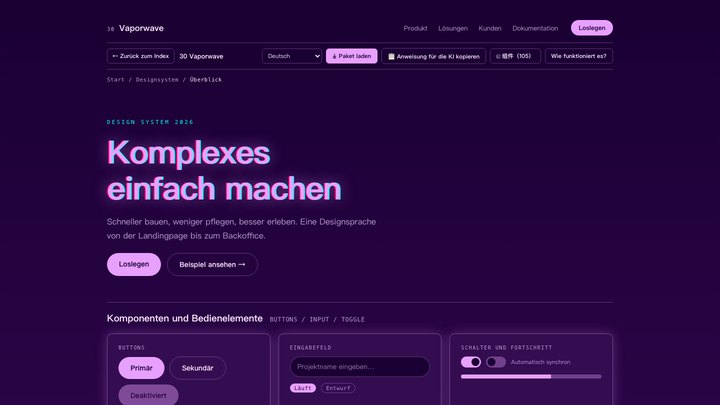 30 Vaporwave
Produkt Lösungen Kunden Dokumentation Loslegen
← Zurück zum Index 30 Vaporwave Deutsch ⤓ Paket laden 📋 Anweisung für die KI kopieren ⧉ 组件（105） Wie funktioniert es?
Start / Designsystem / Überblick
DESIGN SYSTEM 2026
Komplexes
einfach machen
Schneller bauen, weniger pflegen, besser erleben. Eine Designsprache
von der Landingpage bis zum Backoffice.
Loslegen Beispiel ansehen →
Komponenten und Bedienelemente BUTTONS / INPUT / TOGGLE
BUTTONS
Primär Sekundär
Deaktiviert
EINGABEFELD
Projektname eingeben…
Läuft Entwurf
SCHALTER UND FORTSCHRITT
Automatisch synchron